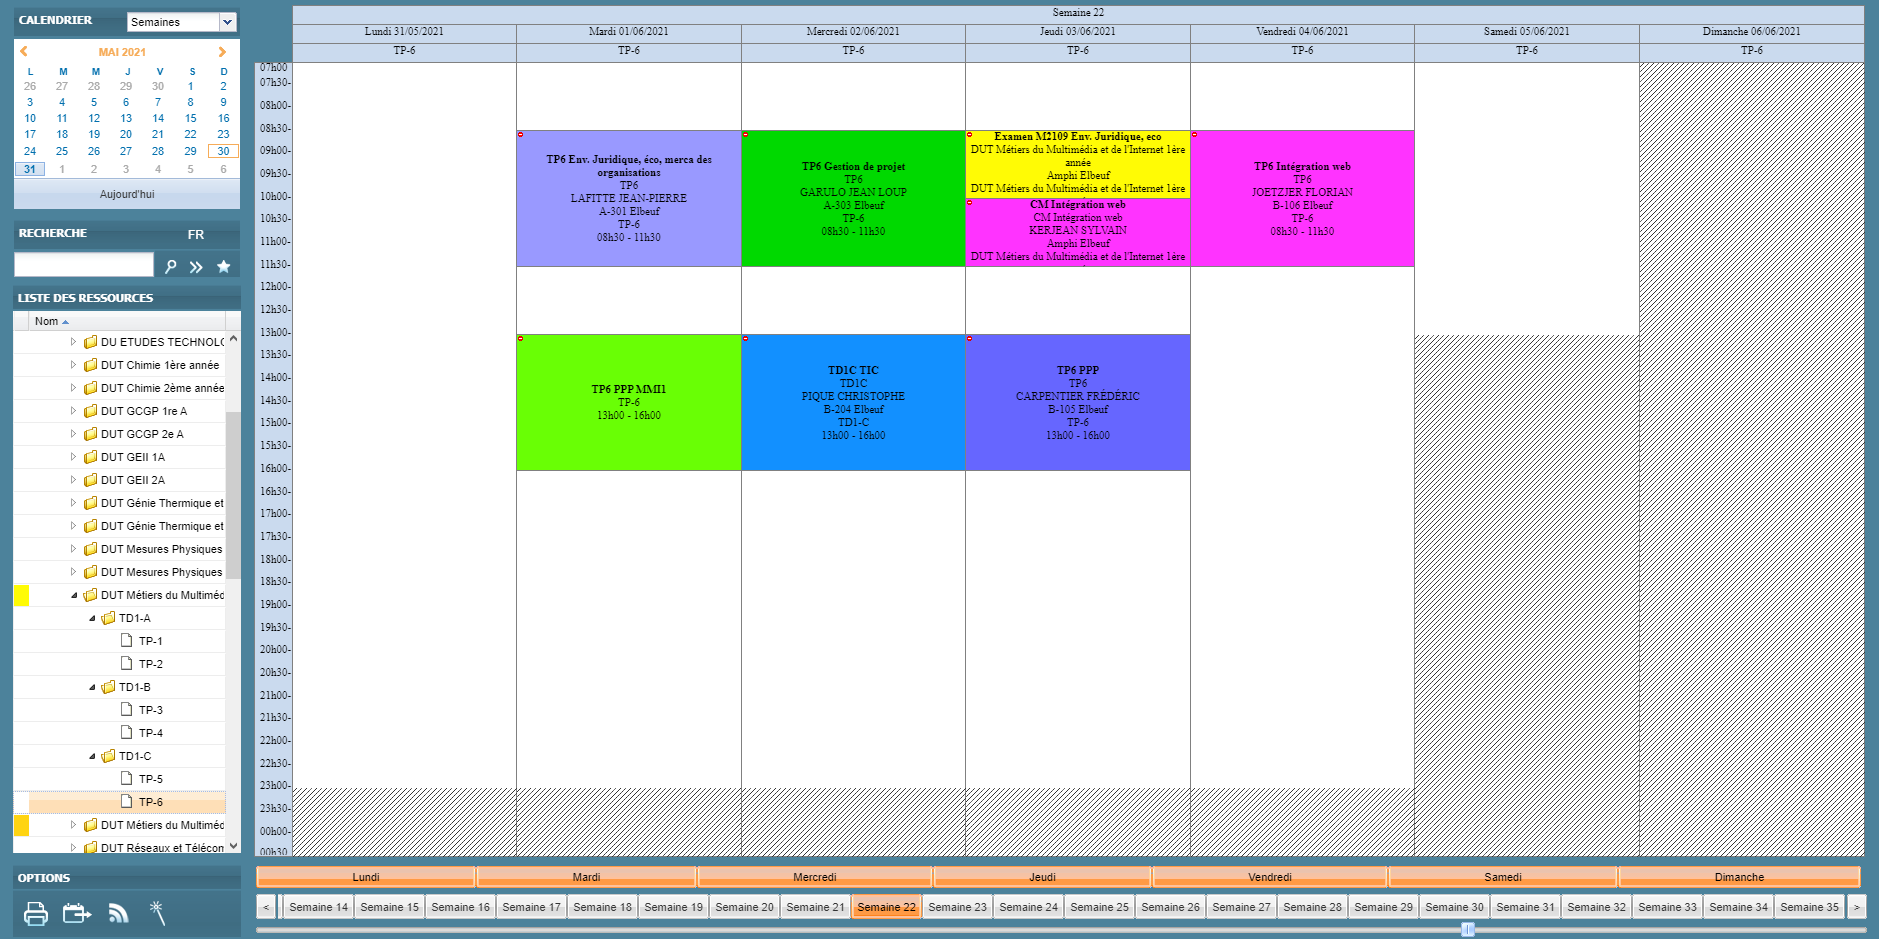 CALENDRIER
Semaines
MAI 2021
L M M J V S D
26 27 28 29 30 1 2
3 4 5 6 7 8 9
10 11 12 13 14 15 16
17 18 19 20 21 22 23
24 25 26 27 28 29 30
31 1 2 3 4 5 6
Aujourd'hui
RECHERCHE FR
LISTE DES RESSOURCES
Nom
DU ETUDES TECHNOLO
DUT Chimie 1ère année
DUT Chimie 2ème année
DUT GCGP 1re A
DUT GCGP 2e A
DUT GEII 1A
DUT GEII 2A
DUT Génie Thermique et
DUT Génie Thermique et
DUT Mesures Physiques
DUT Mesures Physiques
DUT Métiers du Multiméd
TD1-A
TP-1
TP-2
TD1-B
TP-3
TP-4
TD1-C
TP-5
TP-6
DUT Métiers du Multiméd
DUT Réseaux et Télécom
OPTIONS
Semaine 22
Lundi 31/05/2021 Mardi 01/06/2021 Mercredi 02/06/2021 Jeudi 03/06/2021 Vendredi 04/06/2021 Samedi 05/06/2021 Dimanche 06/06/2021
TP-6 TP-6 TP-6 TP-6 TP-6 TP-6 TP-6
07h00
07h30-
08h00-
08h30-
09h00-
09h30-
10h00-
10h30-
11h00-
11h30-
12h00-
12h30-
13h00-
13h30-
14h00-
14h30-
15h00-
15h30-
16h00-
16h30-
17h00-
17h30-
18h00-
18h30-
19h00-
19h30-
20h00-
20h30-
21h00-
21h30-
22h00-
22h30-
23h00-
23h30-
00h00-
00h30
TP6 Env. Juridique, éco, merca des
organisations
TP6
LAFITTE JEAN-PIERRE
A-301 Elbeuf
TP-6
08h30 - 11h30
TP6 Gestion de projet
TP6
GARULO JEAN LOUP
A-303 Elbeuf
TP-6
08h30 - 11h30
Examen M2109 Env. Juridique, eco
DUT Métiers du Multimédia et de l'Internet 1ère
année
Amphi Elbeuf
DUT Métiers du Multimédia et de l'Internet 1ère
CM Intégration web
CM Intégration web
KERJEAN SYLVAIN
Amphi Elbeuf
DUT Métiers du Multimédia et de l'Internet 1ère
TP6 Intégration web
TP6
JOETZJER FLORIAN
B-106 Elbeuf
TP-6
08h30 - 11h30
TP6 PPP MMI1
TP-6
13h00 - 16h00
TD1C TIC
TD1C
PIQUE CHRISTOPHE
B-204 Elbeuf
TD1-C
13h00 - 16h00
TP6 PPP
TP6
CARPENTIER FRÉDÉRIC
B-105 Elbeuf
TP-6
13h00 - 16h00
Lundi Mardi Mercredi Jeudi Vendredi Samedi Dimanche
< Semaine 14 Semaine 15 Semaine 16 Semaine 17 Semaine 18 Semaine 19 Semaine 20 Semaine 21 Semaine 22 Semaine 23 Semaine 24 Semaine 25 Semaine 26 Semaine 27 Semaine 28 Semaine 29 Semaine 30 Semaine 31 Semaine 32 Semaine 33 Semaine 34 Semaine 35 >